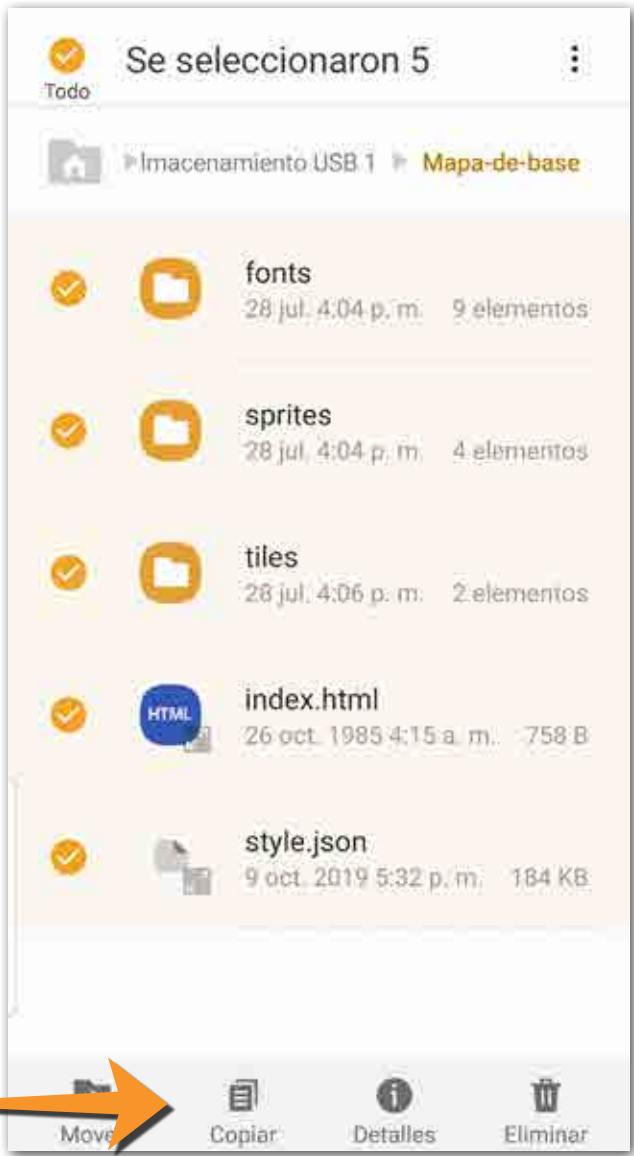 Se seleccionaron 5
Todo
lmacenamiento USB 1 Mapa-de-base
fonts
28 jul. 4:04 p. m. 9 elementos
sprites
28 jul. 4:04 p. m. 4 elementos
tiles
28 jul. 4:06 p. m. 2 elementos
HTML
index.html
26 oct. 1985 4:15 a. m. 758 B
style.json
9 oct. 2019 5:32 p. m. 184 KB
Move Copiar Detalles Eliminar